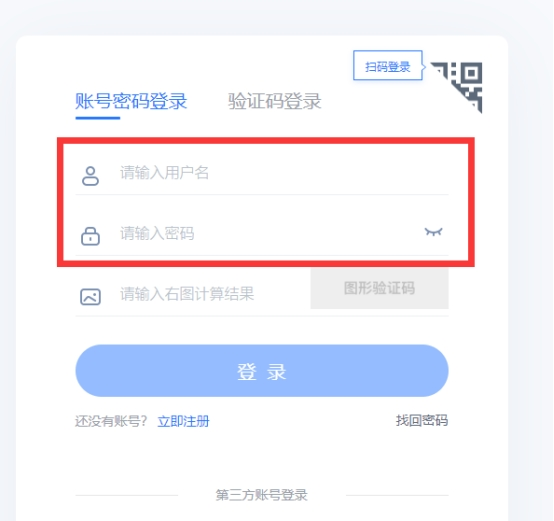 扫码登录
账号密码登录 验证码登录
请输入用户名
请输入密码
请输入右图计算结果 图形验证码
登 录
还没有账号? 立即注册 找回密码
第三方账号登录